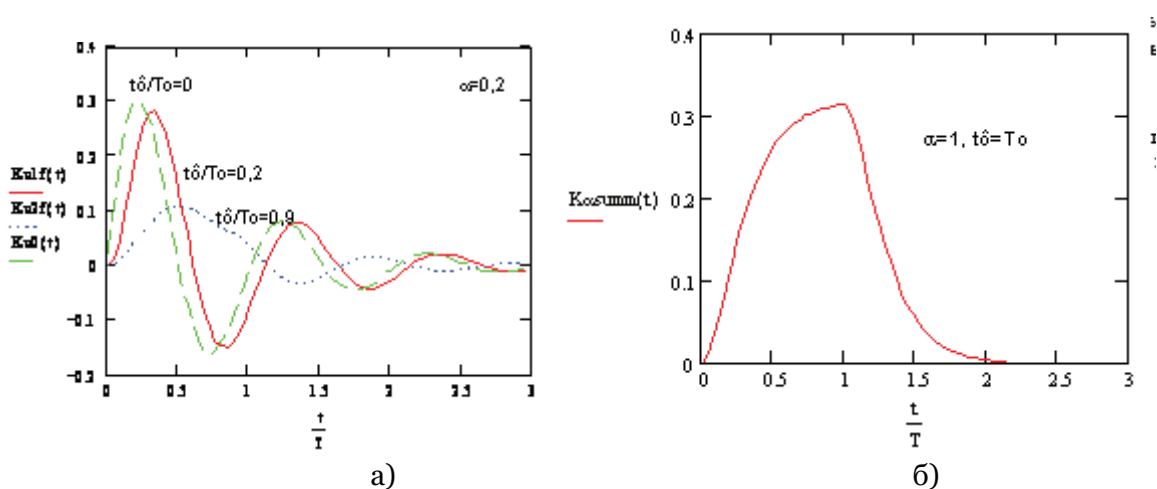 0.4
0.3
0.2
0.1
0
−0.1
−0.2
0
0.5
1
1.5
2
2.5
3
tô/To=0
α=0,2
tô/To=0,2
tô/To=0,9
Ku1f(t)
Ku2f(t)
Ku0(t)
t
T
а)
0.4
0.3
0.2
0.1
0
0
0.5
1
1.5
2
2.5
3
α=1, tô=To
Kαsumm(t)
t
T
б)